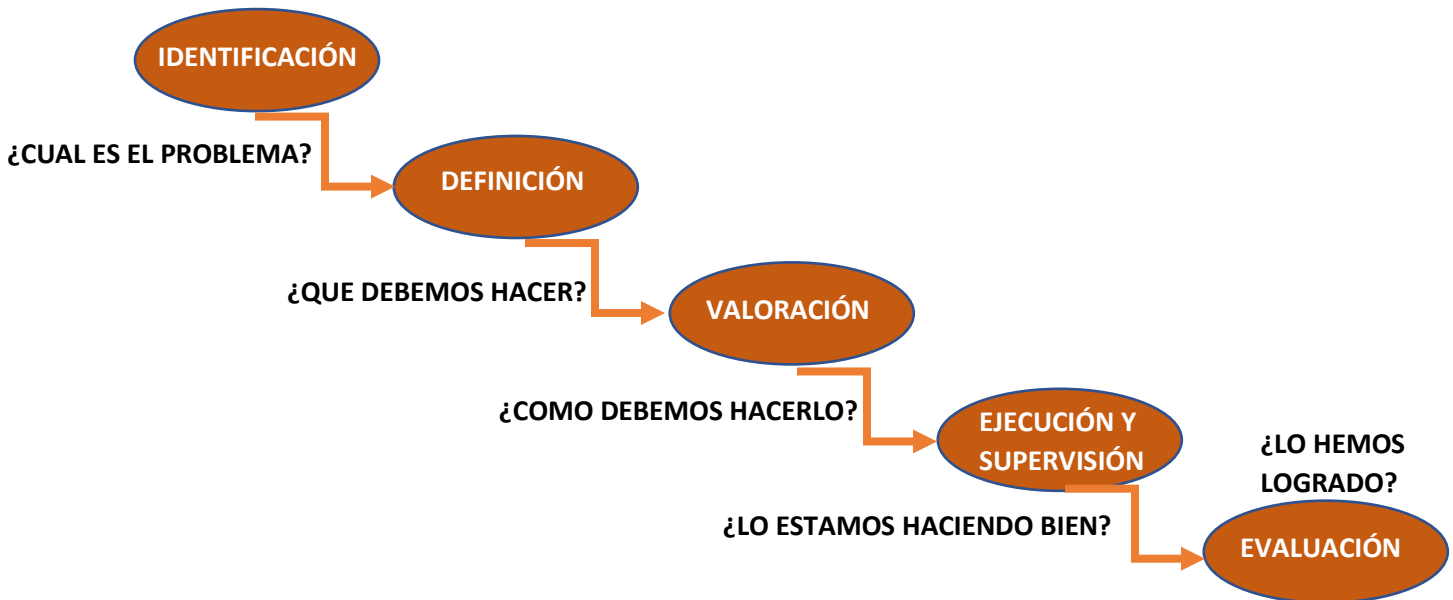 IDENTIFICACIÓN
¿CUAL ES EL PROBLEMA?
DEFINICIÓN
¿QUE DEBEMOS HACER?
VALORACIÓN
¿COMO DEBEMOS HACERLO?
EJECUCIÓN Y
SUPERVISIÓN
¿LO ESTAMOS HACIENDO BIEN?
¿LO HEMOS
LOGRADO?
EVALUACIÓN